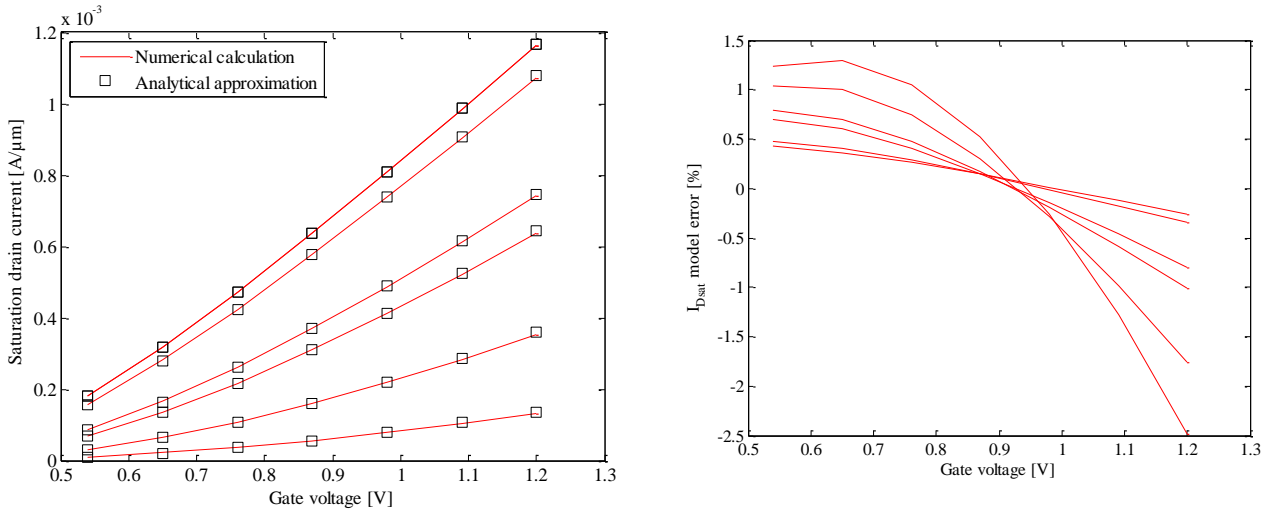 x 10^-3
1.2
1
0.8
0.6
0.4
0.2
0
Saturation drain current [A/µm]
Numerical calculation
Analytical approximation
0.5 0.6 0.7 0.8 0.9 1 1.1 1.2 1.3
Gate voltage [V]
1.5
1
0.5
0
-0.5
-1
-1.5
-2
-2.5
I_Dsat model error [%]
0.5 0.6 0.7 0.8 0.9 1 1.1 1.2 1.3
Gate voltage [V]